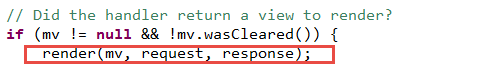 // Did the handler return a view to render?
if (mv != null && !mv.wasCleared()) {
    render(mv, request, response);